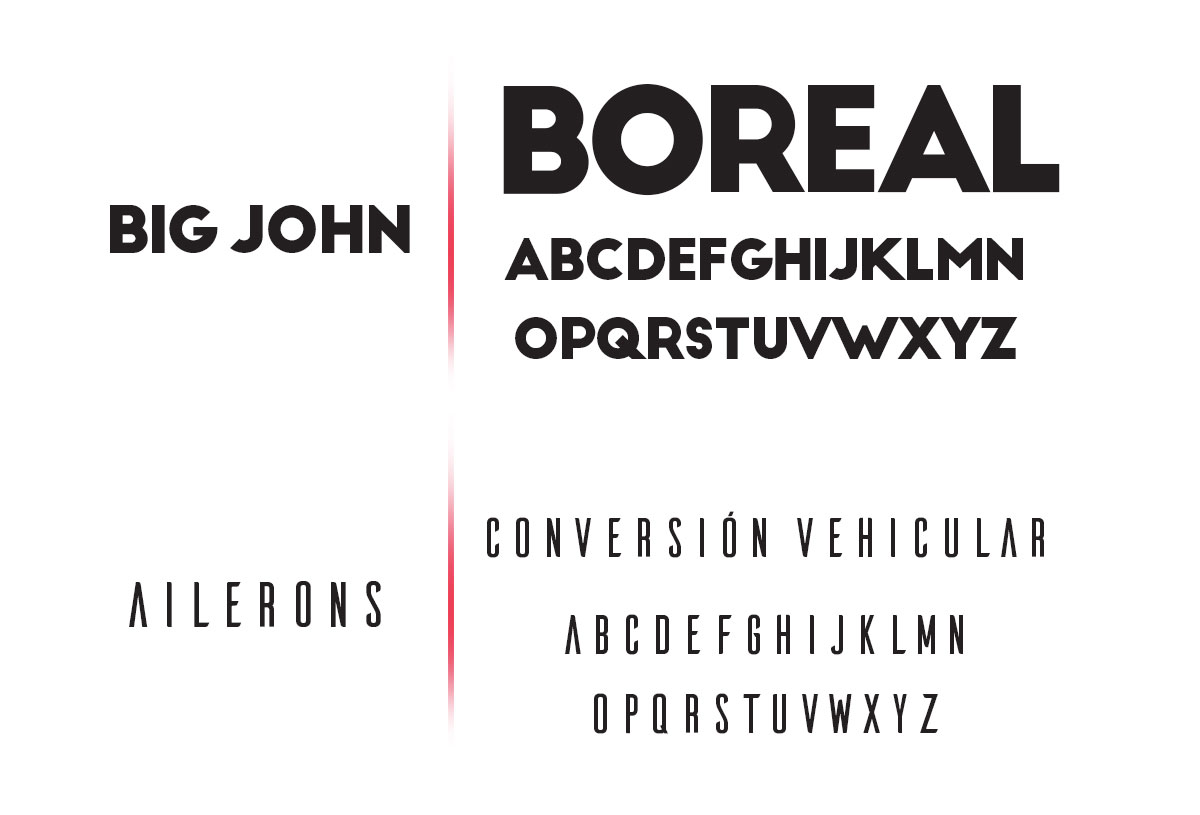 BIG JOHN
BOREAL
ABCDEFGHIJKLMN
OPQRSTUVWXYZ
AILERONS
CONVERSIÓN VEHICULAR
ABCDEFGHIJKLMN
OPQRSTUVWXYZ